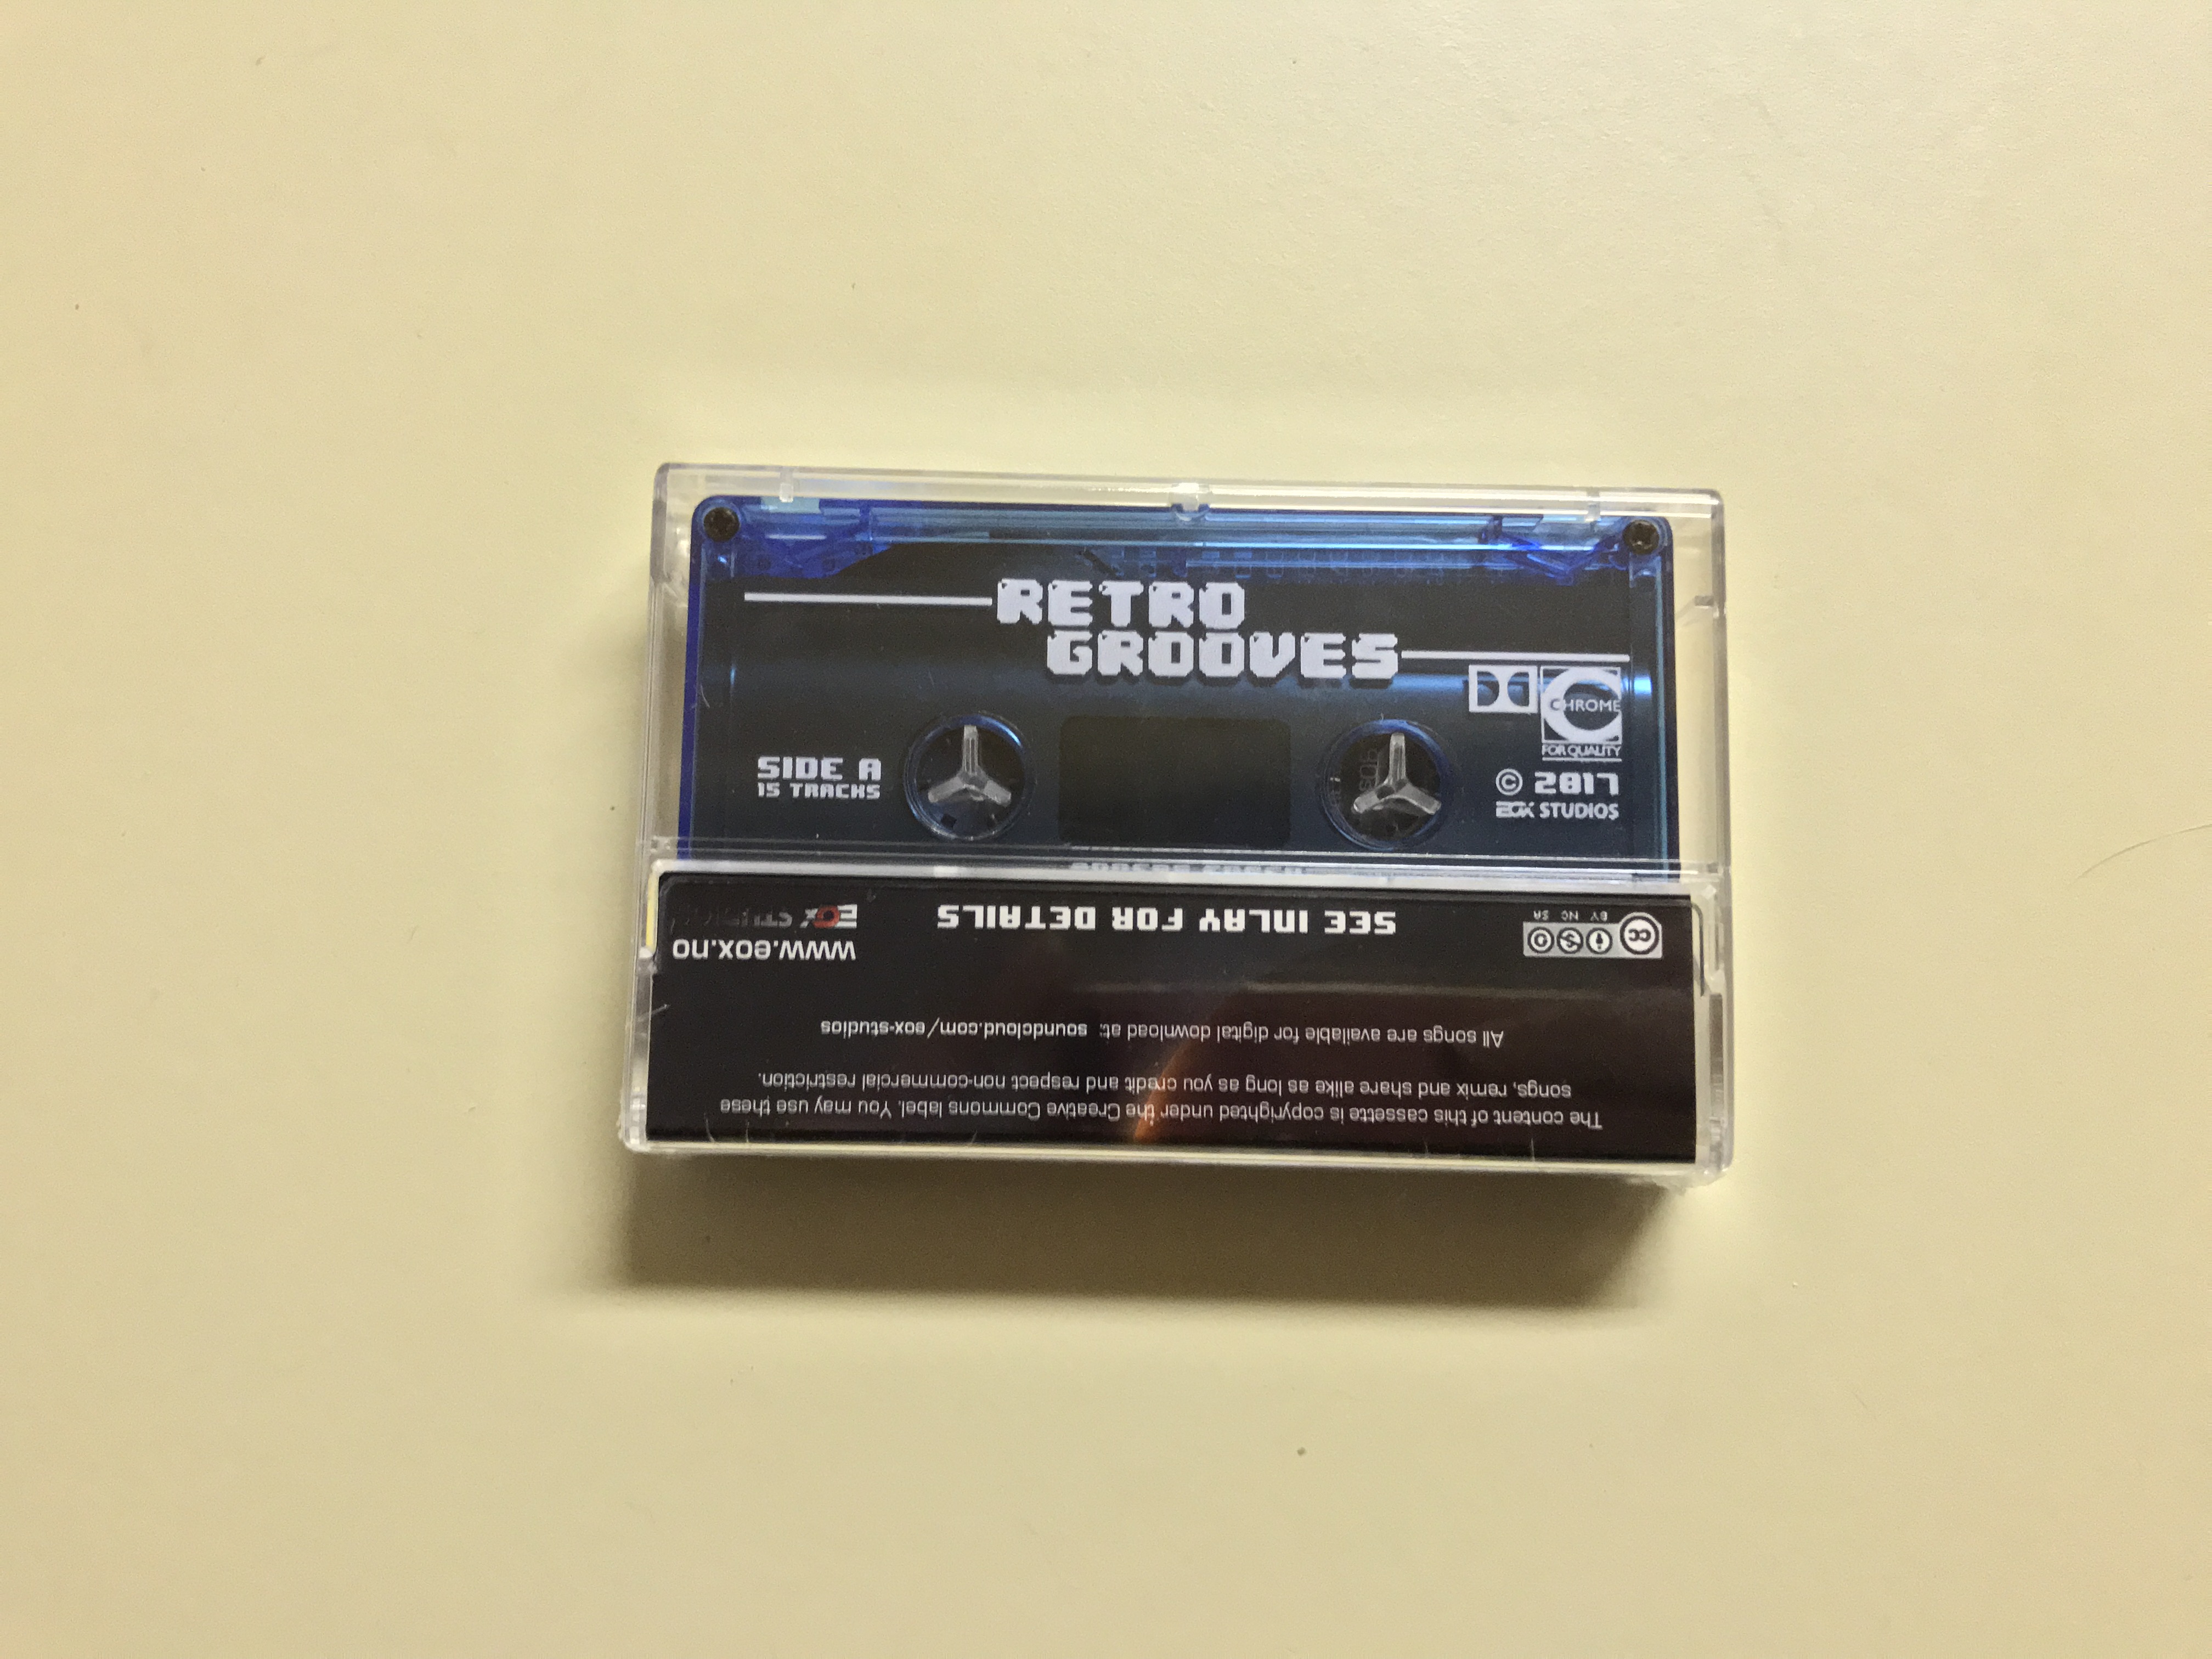 RETRO
GROOVES
CHROME
FOR QUALITY
SIDE A
15 TRACKS
© 2017
EOX STUDIOS
The content of this cassette is copyrighted under the Creative Commons label. You may use these
songs, remix and share alike as long as you credit and respect non-commercial restriction.
All songs are available for digital download at: soundcloud.com/eox-studios
cc
BY NC SA
SEE INLAY FOR DETAILS
www.eox.no
EOX STUDIOS